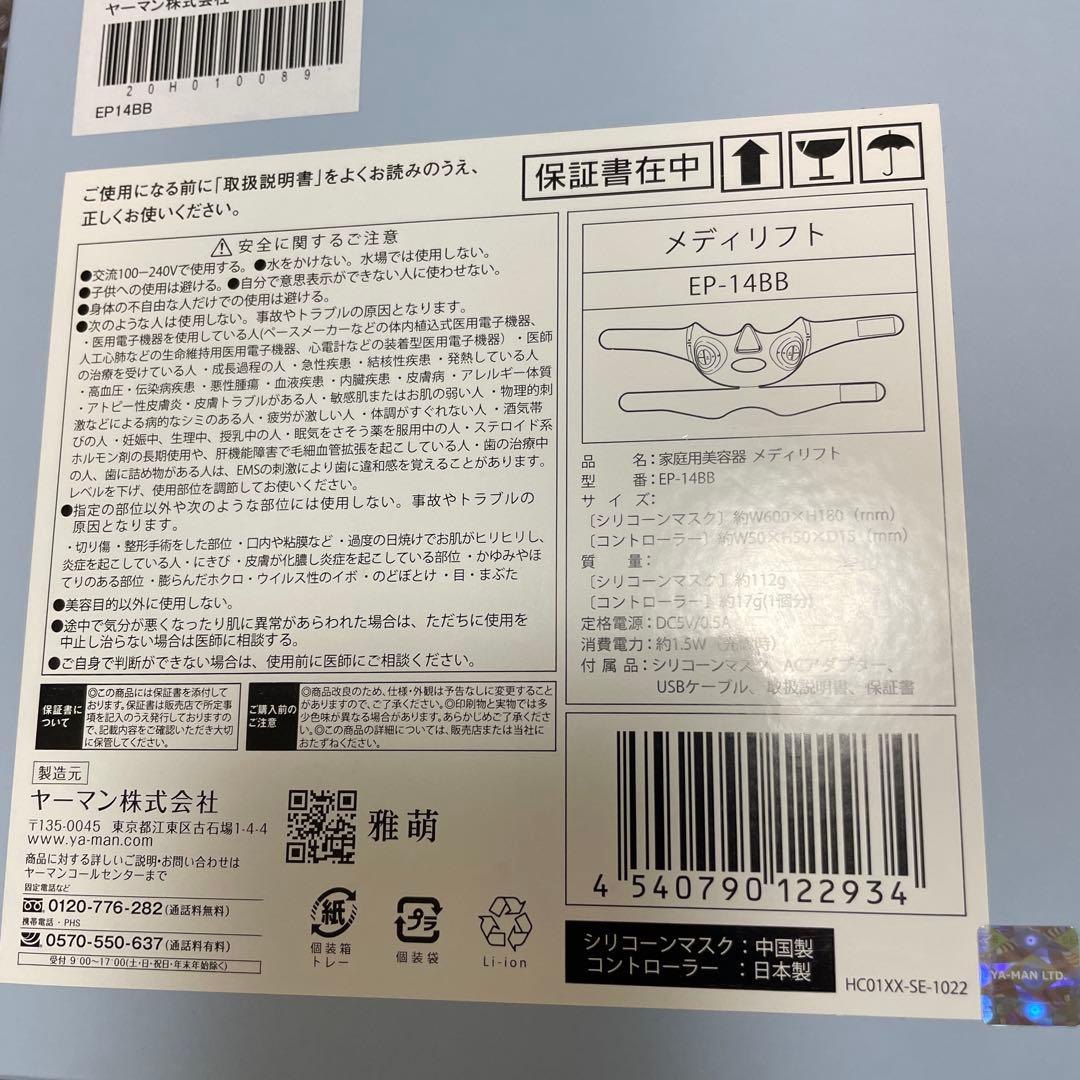 ヤーマン株式会社
20H010089
EP14BB
ご使用になる前に「取扱説明書」をよくお読みのうえ、
正しくお使いください。
保証書在中
安全に関するご注意
●交流100−240Vで使用する。●水をかけない。水場では使用しない。
●子供への使用は避ける。●自分で意思表示ができない人に使わせない。
●身体の不自由な人だけでの使用は避ける。
●次のような人は使用しない。事故やトラブルの原因となります。
・医用電子機器を使用している人(ペースメーカーなどの体内植込式医用電子機器、
人工心肺などの生命維持用医用電子機器、心電計などの装着型医用電子機器）・医師
の治療を受けている人・成長過程の人・急性疾患・結核性疾患・発熱している人
・高血圧・伝染病疾患・悪性腫瘍・血液疾患・内臓疾患・皮膚病・アレルギー体質
・アトピー性皮膚炎・皮膚トラブルがある人・敏感肌またはお肌の弱い人・物理的刺
激などによる病的なシミのある人・疲労が激しい人・体調がすぐれない人・酒気帯
びの人・妊娠中、生理中、授乳中の人・眠気をさそう薬を服用中の人・ステロイド系
ホルモン剤の長期使用や、肝機能障害で毛細血管拡張を起こしている人・歯の治療中
の人、歯に詰め物がある人は、EMSの刺激により歯に違和感を覚えることがあります。
レベルを下げ、使用部位を調節してお使いください。
●指定の部位以外や次のような部位には使用しない。事故やトラブルの
原因となります。
・切り傷・整形手術をした部位・口内や粘膜など・過度の日焼けでお肌がヒリヒリし、
炎症を起こしている人・にきび・皮膚が化膿し炎症を起こしている部位・かゆみやほ
てりのある部位・膨らんだホクロ・ウイルス性のイボ・のどぼとけ・目・まぶた
●美容目的以外に使用しない。
●途中で気分が悪くなったり肌に異常があらわれた場合は、ただちに使用を
中止し治らない場合は医師に相談する。
●ご自身で判断ができない場合は、使用前に医師にご相談ください。
保証書に
ついて
◎この商品には保証書を添付して
おります。保証書は販売店で所定事
項を記入のうえ発行しておりますの
で、記載内容をご確認いただき大切
に保管してください。
ご購入前の
ご注意
◎商品改良のため、仕様・外観は予告なしに変更すること
がありますので、ご了承ください。◎印刷物と実物では多
少色味が異なる場合があります。あらかじめご了承くださ
い。◎この商品の詳細については、販売店または当社に
おたずねください。
製造元
ヤーマン株式会社
〒135-0045 東京都江東区古石場1-4-4
www.ya-man.com
商品に対する詳しいご説明・お問い合わせは
ヤーマンコールセンターまで
固定電話など
0120-776-282(通話料無料)
携帯電話・PHS
0570-550-637(通話料有料)
受付 9:00〜17:00(土・日・祝日・年末年始除く)
雅萌
紙
個装箱
トレー
プラ
個装袋
Li-ion
メディリフト
EP-14BB
品 名：家庭用美容器 メディリフト
型 番：EP-14BB
サイズ：
〔シリコーンマスク〕約W600×H180（mm）
〔コントローラー〕約W50×H50×D15（mm）
質 量：
〔シリコーンマスク〕約112g
〔コントローラー〕約17g(1個分)
定格電源：DC5V/0.5A
消費電力：約1.5W（充電時）
付属品：シリコーンマスク、ACアダプター、
USBケーブル、取扱説明書、保証書
4 540790 122934
シリコーンマスク：中国製
コントローラー ：日本製
HC01XX-SE-1022
YA-MAN LTD.